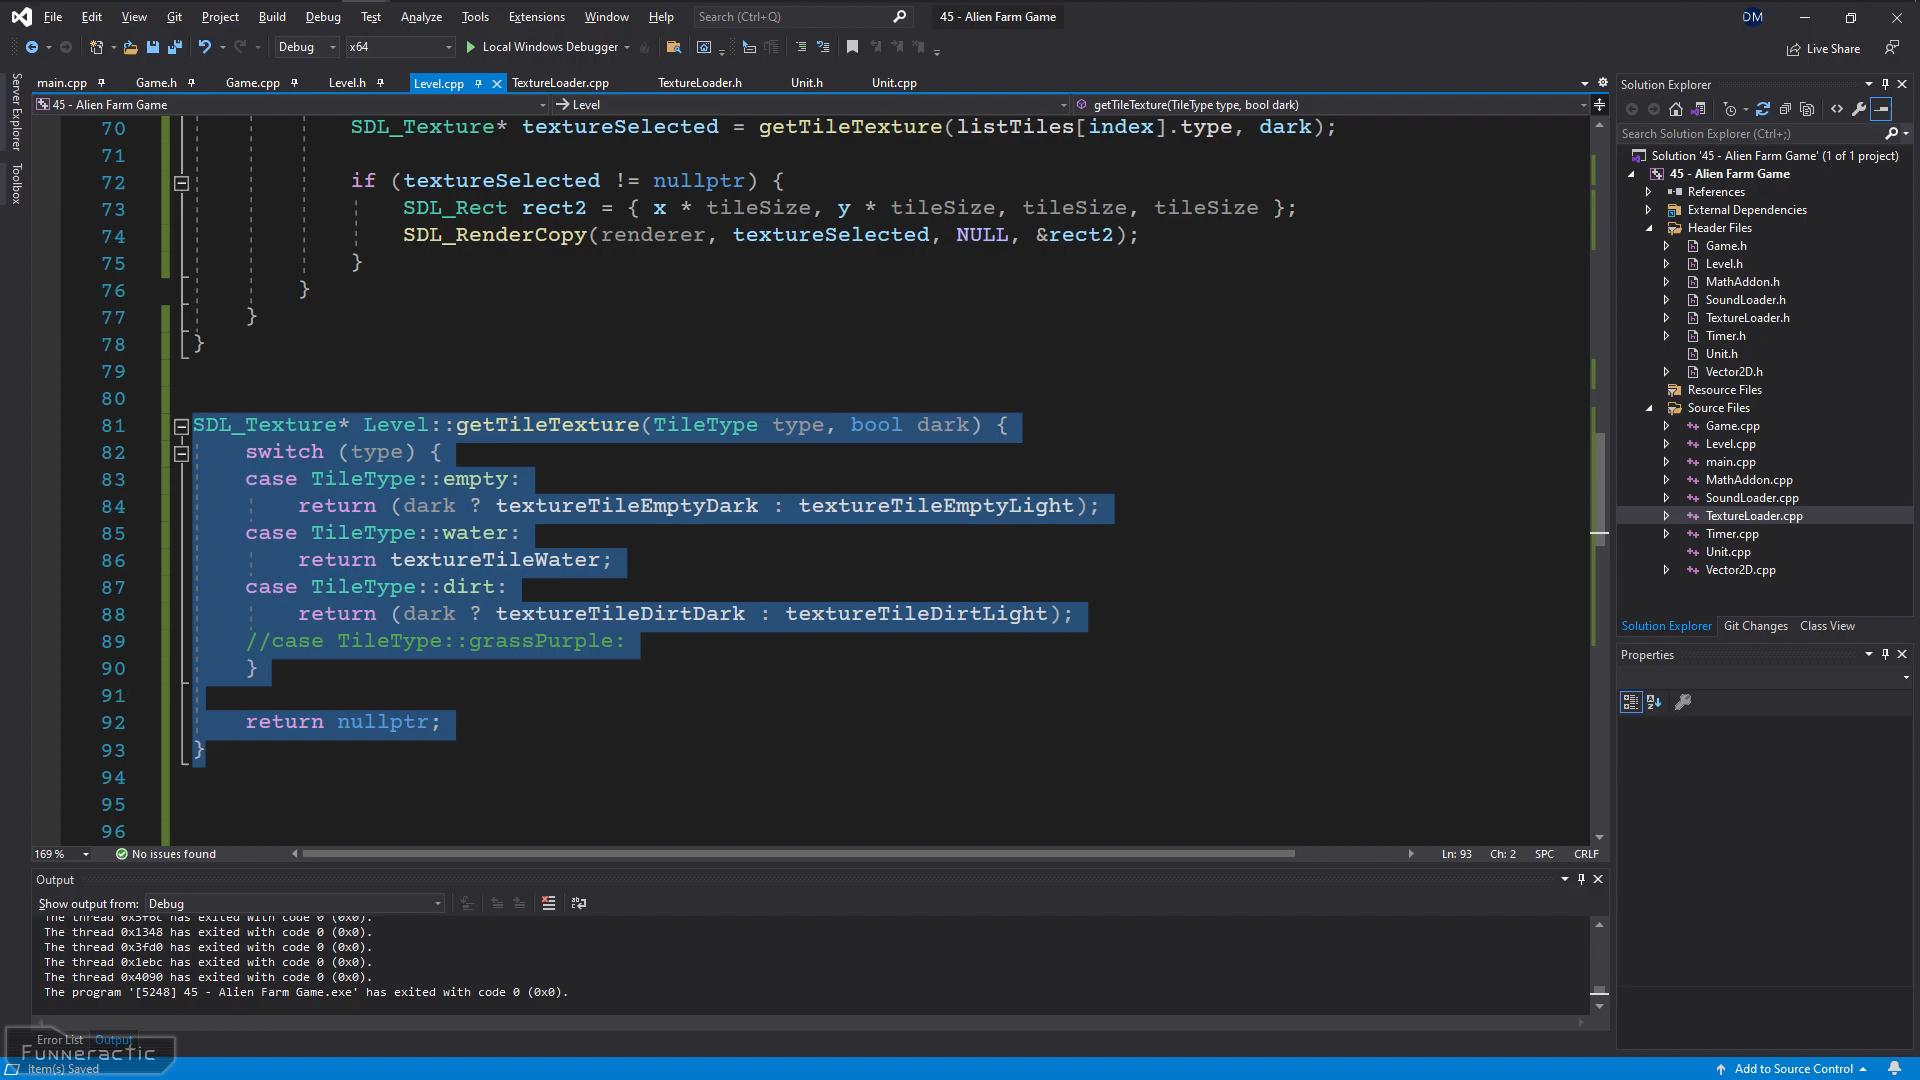 File Edit View Git Project Build Debug Test Analyze Tools Extensions Window Help Search (Ctrl+Q) 45 - Alien Farm Game DM
Debug x64 Local Windows Debugger Live Share
Server Explorer
Toolbox
main.cpp Game.h Game.cpp Level.h Level.cpp TextureLoader.cpp TextureLoader.h Unit.h Unit.cpp
45 - Alien Farm Game Level getTileTexture(TileType type, bool dark)
70 SDL_Texture* textureSelected = getTileTexture(listTiles[index].type, dark);
71
72 if (textureSelected != nullptr) {
73 SDL_Rect rect2 = { x * tileSize, y * tileSize, tileSize, tileSize };
74 SDL_RenderCopy(renderer, textureSelected, NULL, &rect2);
75 }
76 }
77 }
78 }
79
80
81 SDL_Texture* Level::getTileTexture(TileType type, bool dark) {
82 switch (type) {
83 case TileType::empty:
84 return (dark ? textureTileEmptyDark : textureTileEmptyLight);
85 case TileType::water:
86 return textureTileWater;
87 case TileType::dirt:
88 return (dark ? textureTileDirtDark : textureTileDirtLight);
89 //case TileType::grassPurple:
90 }
91
92 return nullptr;
93 }
94
95
96
169 % No issues found Ln: 93 Ch: 2 SPC CRLF
Output
Show output from: Debug
The thread 0x5f6c has exited with code 0 (0x0).
The thread 0x1348 has exited with code 0 (0x0).
The thread 0x3fd0 has exited with code 0 (0x0).
The thread 0x1ebc has exited with code 0 (0x0).
The thread 0x4090 has exited with code 0 (0x0).
The program '[5248] 45 - Alien Farm Game.exe' has exited with code 0 (0x0).
Error List Output
Funneractic
Item(s) Saved
Add to Source Control
Solution Explorer
Search Solution Explorer (Ctrl+;)
Solution '45 - Alien Farm Game' (1 of 1 project)
45 - Alien Farm Game
References
External Dependencies
Header Files
Game.h
Level.h
MathAddon.h
SoundLoader.h
TextureLoader.h
Timer.h
Unit.h
Vector2D.h
Resource Files
Source Files
Game.cpp
Level.cpp
main.cpp
MathAddon.cpp
SoundLoader.cpp
TextureLoader.cpp
Timer.cpp
Unit.cpp
Vector2D.cpp
Solution Explorer Git Changes Class View
Properties